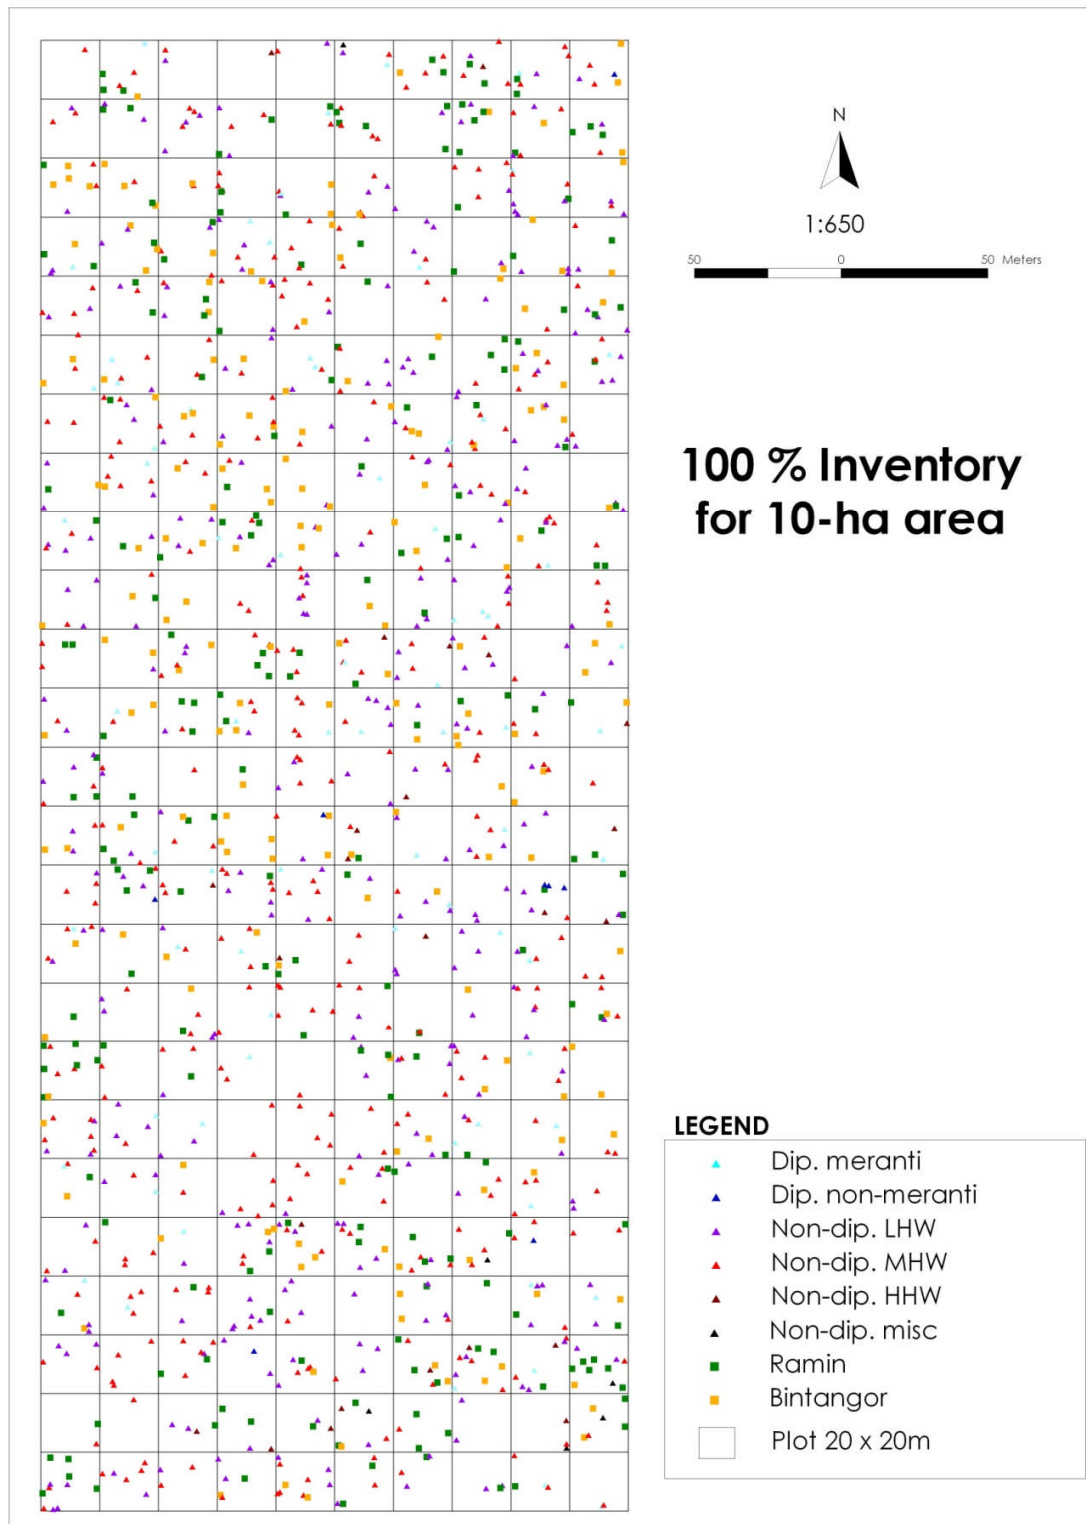 N
1:650
50 0 50 Meters
100 % Inventory
for 10-ha area
LEGEND
Dip. meranti
Dip. non-meranti
Non-dip. LHW
Non-dip. MHW
Non-dip. HHW
Non-dip. misc
Ramin
Bintangor
Plot 20 x 20m